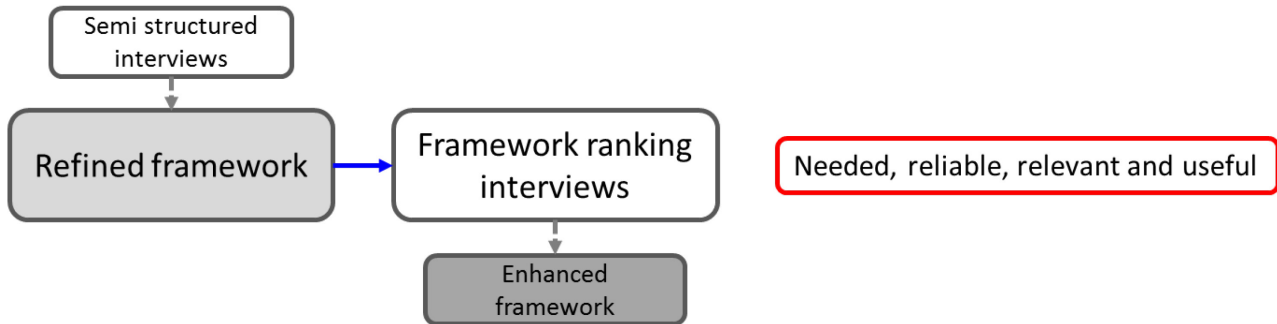 Semi structured
interviews
Refined framework
Framework ranking
interviews
Needed, reliable, relevant and useful
Enhanced
framework